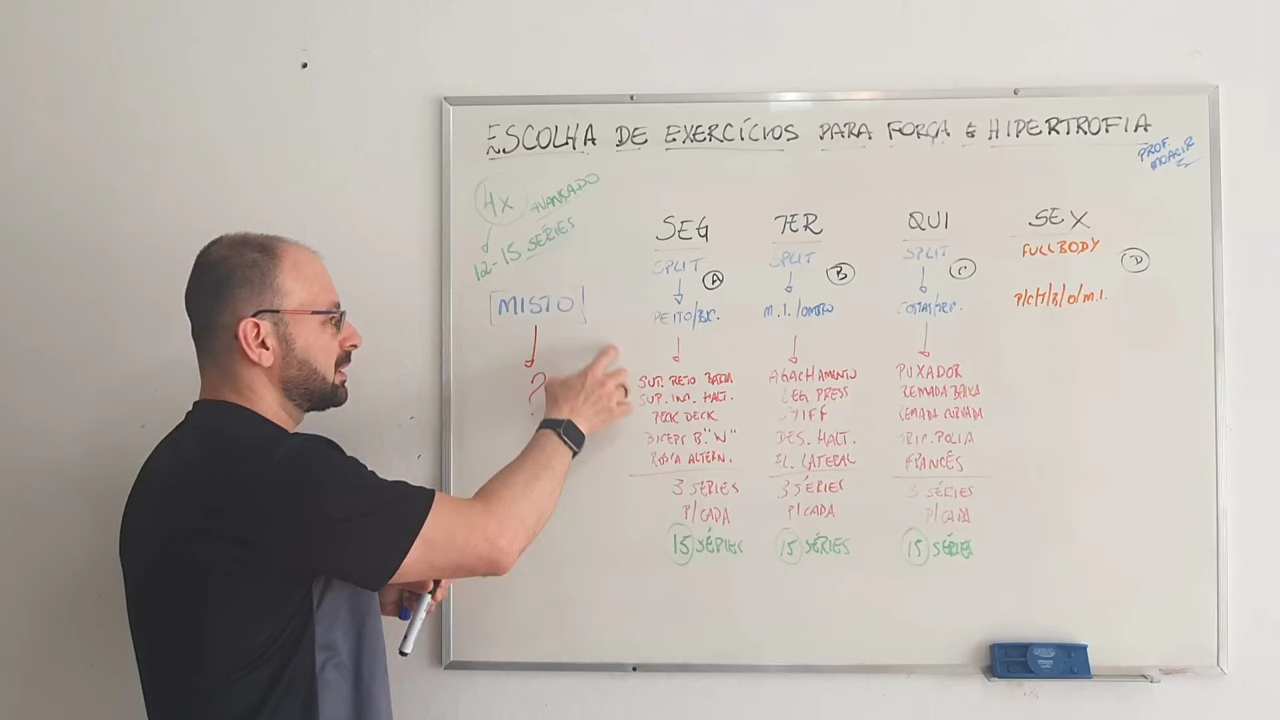 ESCOLHA DE EXERCÍCIOS PARA FORÇA E HIPERTROFIA
PROF. MOACIR
4x AVANÇADO
12-15 SÉRIES
[MISTO]
?
SEG
SPLIT
A
PEITO/BIC.
SUP. RETO BARRA
SUP. INC. HALT.
PECK DECK
BICEPS B. "W"
ROSCA ALTERN.
3 SÉRIES
P/CADA
15 SÉRIES
TER
SPLIT
B
M.I./OMBRO
AGACHAMENTO
LEG PRESS
STIFF
DES. HALT.
EL. LATERAL
3 SÉRIES
P/CADA
15 SÉRIES
QUI
SPLIT
C
COSTAS/TRI.
PUXADOR
REMADA BAIXA
REMADA CURVADA
TRIC. POLIA
FRANCÊS
3 SÉRIES
P/CADA
15 SÉRIES
SEX
FULLBODY
D
P/C/T/B/O/M.I.